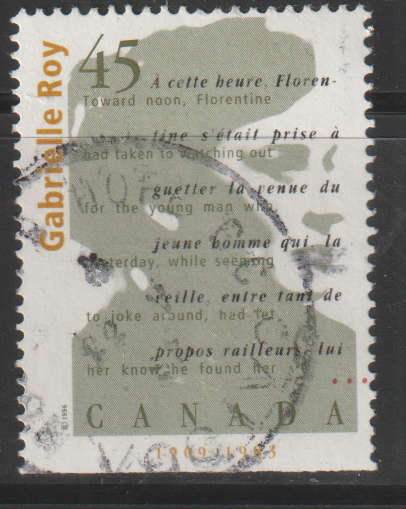 Gabrielle Roy
45
À cette heure, Floren-
Toward noon, Florentine
tine s'était prise à
had taken to watching out
guetter la venue du
for the young man who,
jeune homme qui, la
yesterday, while seeming
veille, entre tant de
to joke around, had let
propos railleurs, lui
her know he found her
...
CANADA
© 1996
1909-1983